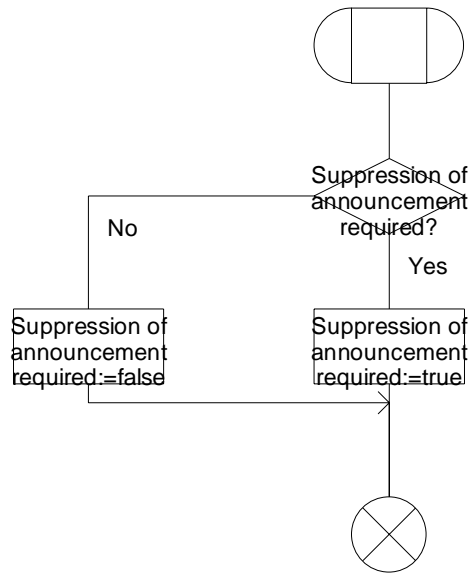 Suppression of
announcement
required?
No
Yes
Suppression of
announcement
required:=false
Suppression of
announcement
required:=true